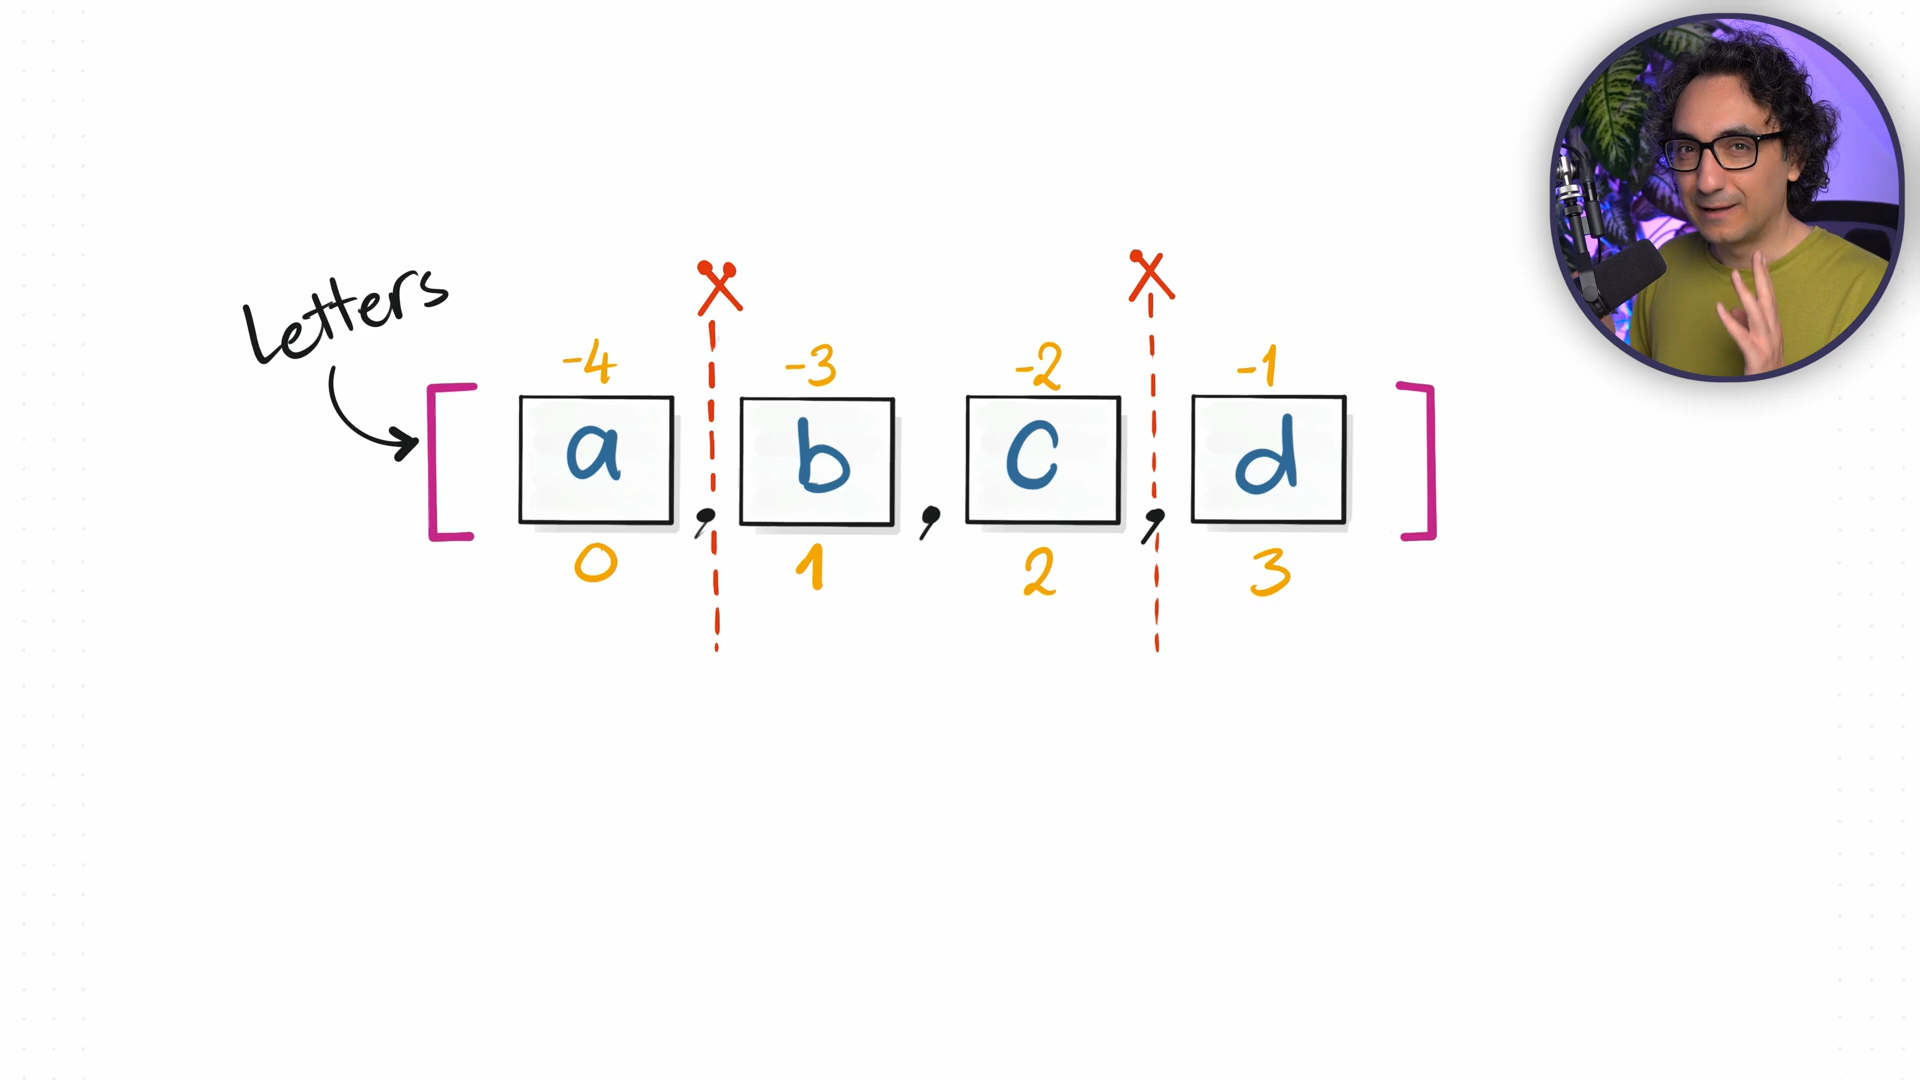 Letters
-4 -3 -2 -1
[ a , b , c , d ]
0 1 2 3